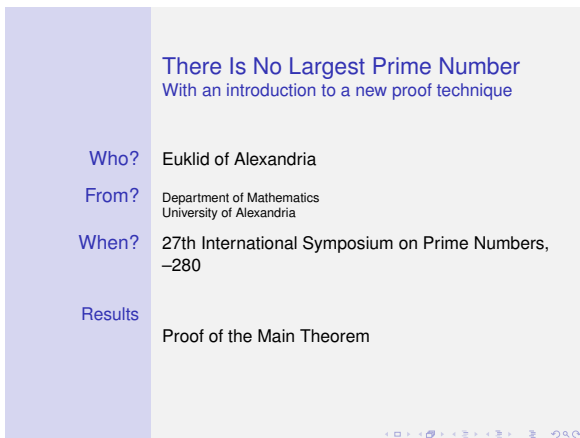 There Is No Largest Prime Number
With an introduction to a new proof technique
Who? Euklid of Alexandria
From? Department of Mathematics
University of Alexandria
When? 27th International Symposium on Prime Numbers,
–280
Results
Proof of the Main Theorem